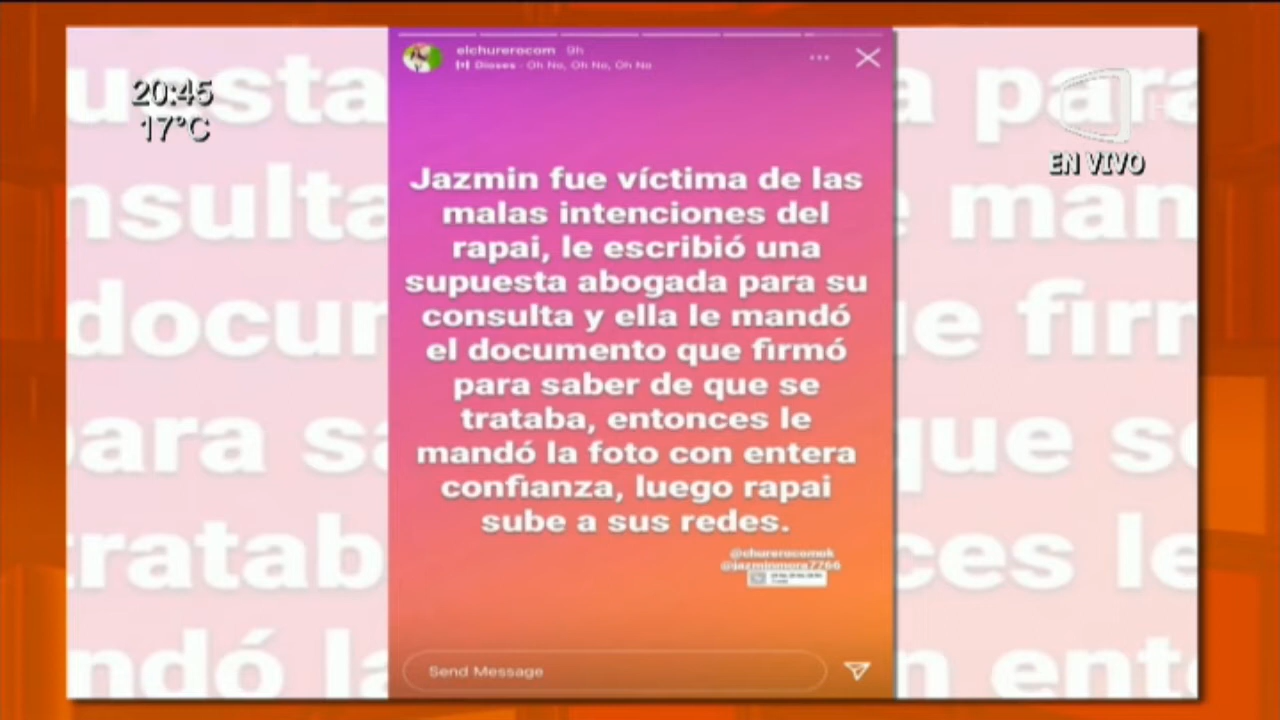 20:45
17°C
EN VIVO
elchurerocom 9h
Dioses · Oh No, Oh No, Oh No
Jazmin fue víctima de las
malas intenciones del
rapai, le escribió una
supuesta abogada para su
consulta y ella le mandó
el documento que firmó
para saber de que se
trataba, entonces le
mandó la foto con entera
confianza, luego rapai
sube a sus redes.
@churerocomok
@jazminmora7766
Send Message